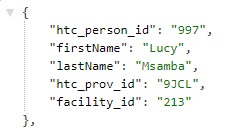 {
"htc_person_id": "997",
"firstName": "Lucy",
"lastName": "Msamba",
"htc_prov_id": "9JCL",
"facility_id": "213"
},